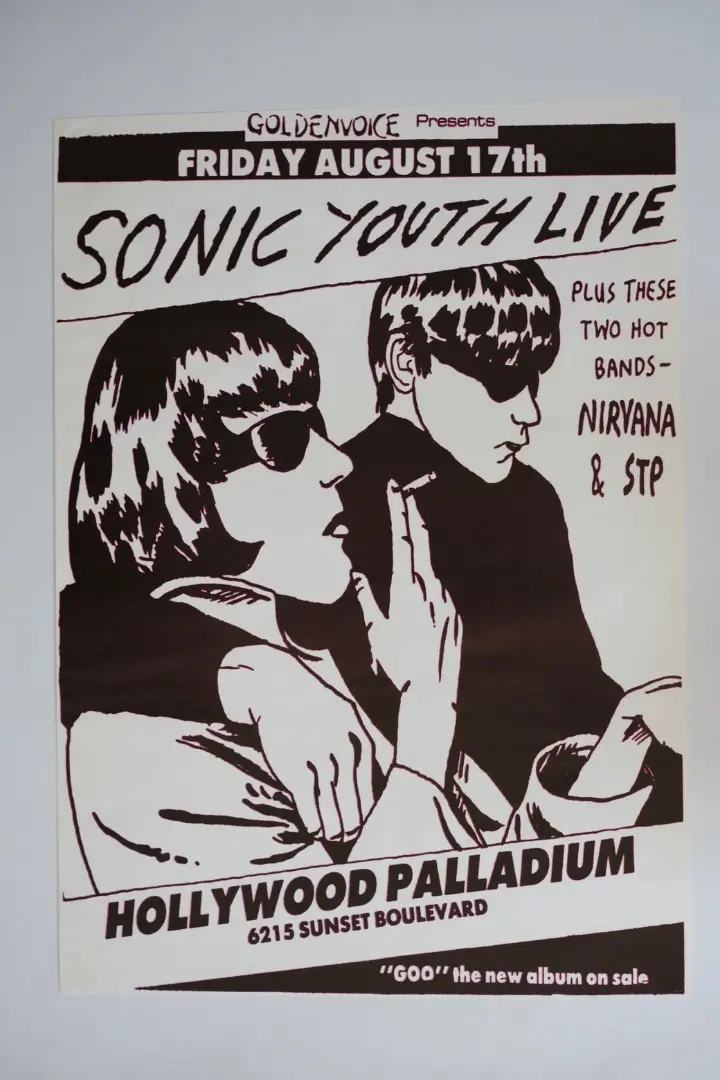 GOLDENVOICE Presents
FRIDAY AUGUST 17th
SONIC YOUTH LIVE
PLUS THESE
TWO HOT
BANDS-
NIRVANA
& STP
HOLLYWOOD PALLADIUM
6215 SUNSET BOULEVARD
"GOO" the new album on sale